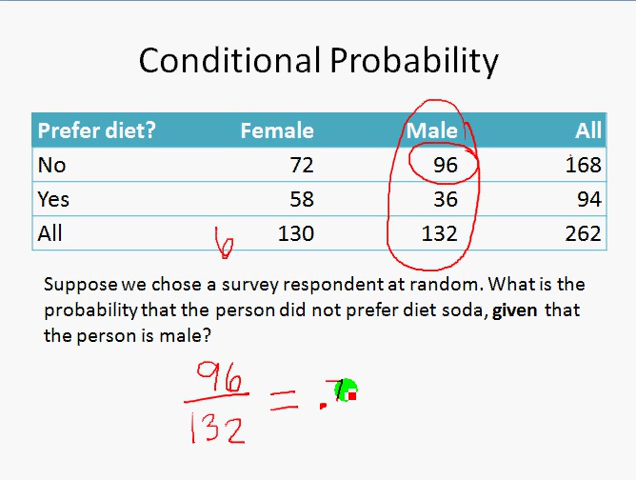 Conditional Probability
Prefer diet? Female Male All
No 72 96 168
Yes 58 36 94
All 130 132 262
Suppose we chose a survey respondent at random. What is the
probability that the person did not prefer diet soda, given that
the person is male?
96
132 = .7